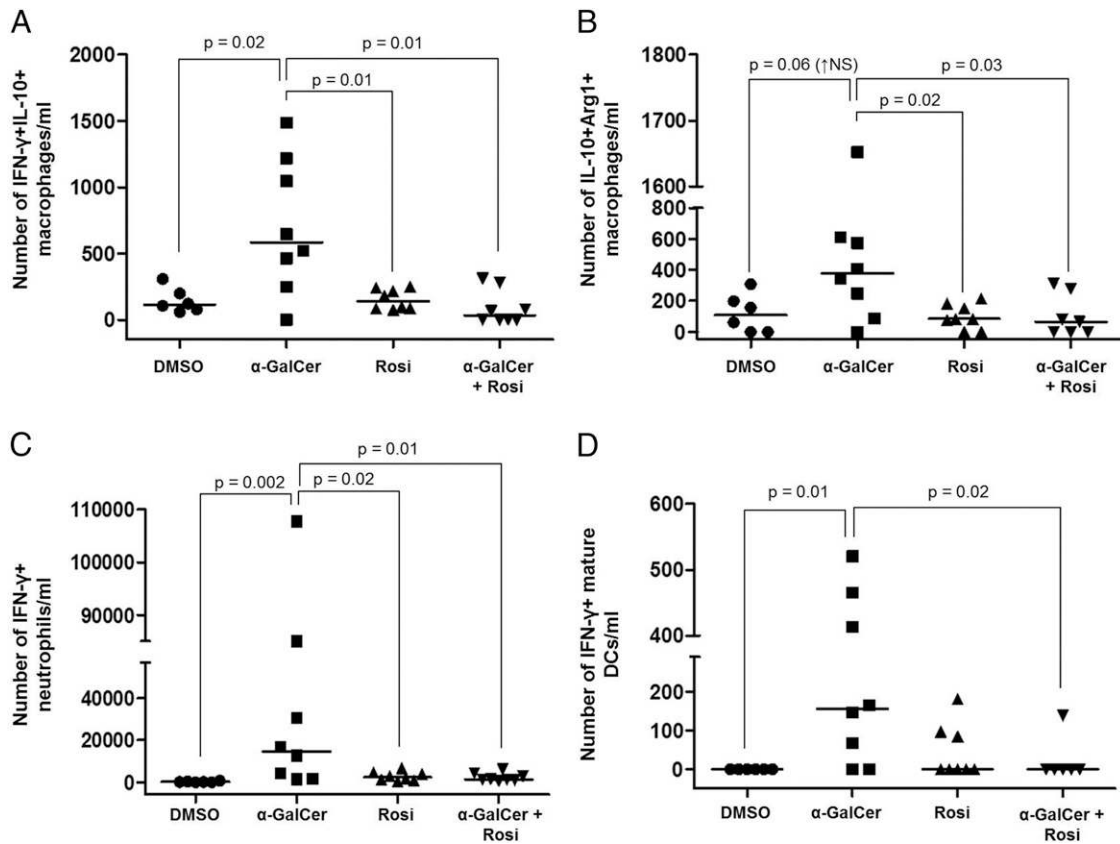 A
Number of IFN-γ+IL-10+
macrophages/ml
2000
1500
1000
500
0
p = 0.02
p = 0.01
p = 0.01
DMSO
α-GalCer
Rosi
α-GalCer
+ Rosi
B
Number of IL-10+Arg1+
macrophages/ml
1800
1700
1600
800
600
400
200
0
p = 0.06 (↑NS)
p = 0.03
p = 0.02
DMSO
α-GalCer
Rosi
α-GalCer
+ Rosi
C
Number of IFN-γ+
neutrophils/ml
110000
100000
90000
40000
20000
0
p = 0.01
p = 0.002
p = 0.02
DMSO
α-GalCer
Rosi
α-GalCer +
Rosi
D
Number of IFN-γ+ mature
DCs/ml
600
500
400
200
100
0
p = 0.01
p = 0.02
DMSO
α-GalCer
Rosi
α-GalCer +
Rosi